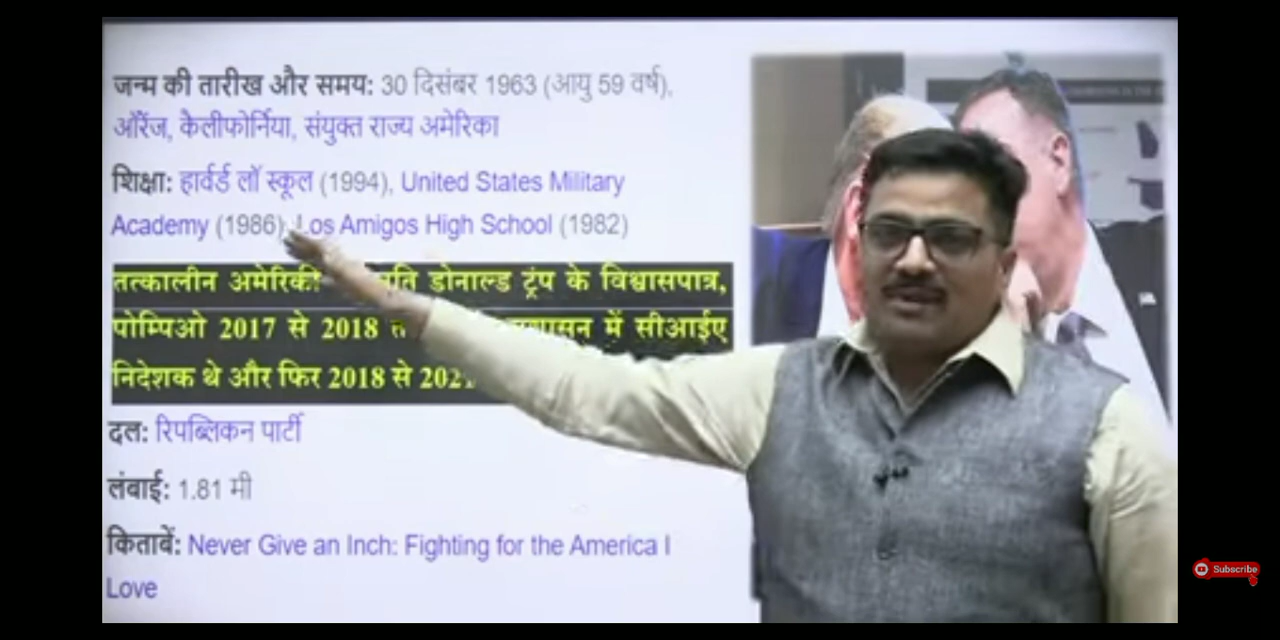 जन्म की तारीख और समय: 30 दिसंबर 1963 (आयु 59 वर्ष),
ऑरेंज, कैलीफोर्निया, संयुक्त राज्य अमेरिका
शिक्षा: हार्वर्ड लॉ स्कूल (1994), United States Military
Academy (1986), Los Amigos High School (1982)
तत्कालीन अमेरिकी डोनाल्ड ट्रंप के विश्वासपात्र,
पोम्पिओ 2017 से 2018 में सीआईए
निदेशक थे और फिर 2018 से
दल: रिपब्लिकन पार्टी
लंबाई: 1.81 मी
किताबें: Never Give an Inch: Fighting for the America I
Love
Subscribe